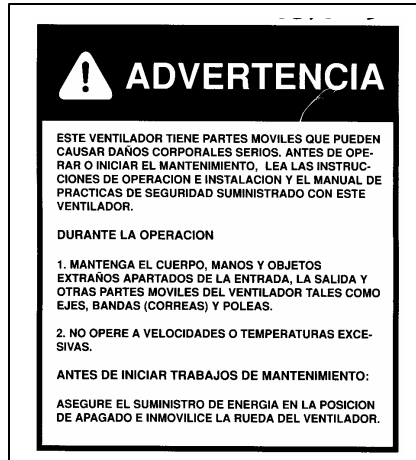 ADVERTENCIA
ESTE VENTILADOR TIENE PARTES MOVILES QUE PUEDEN
CAUSAR DAÑOS CORPORALES SERIOS. ANTES DE OPE-
RAR O INICIAR EL MANTENIMIENTO, LEA LAS INSTRUC-
CIONES DE OPERACION E INSTALACION Y EL MANUAL DE
PRACTICAS DE SEGURIDAD SUMINISTRADO CON ESTE
VENTILADOR.
DURANTE LA OPERACION
1. MANTENGA EL CUERPO, MANOS Y OBJETOS
EXTRAÑOS APARTADOS DE LA ENTRADA, LA SALIDA Y
OTRAS PARTES MOVILES DEL VENTILADOR TALES COMO
EJES, BANDAS (CORREAS) Y POLEAS.
2. NO OPERE A VELOCIDADES O TEMPERATURAS EXCE-
SIVAS.
ANTES DE INICIAR TRABAJOS DE MANTENIMIENTO:
ASEGURE EL SUMINISTRO DE ENERGIA EN LA POSICION
DE APAGADO E INMOVILICE LA RUEDA DEL VENTILADOR.